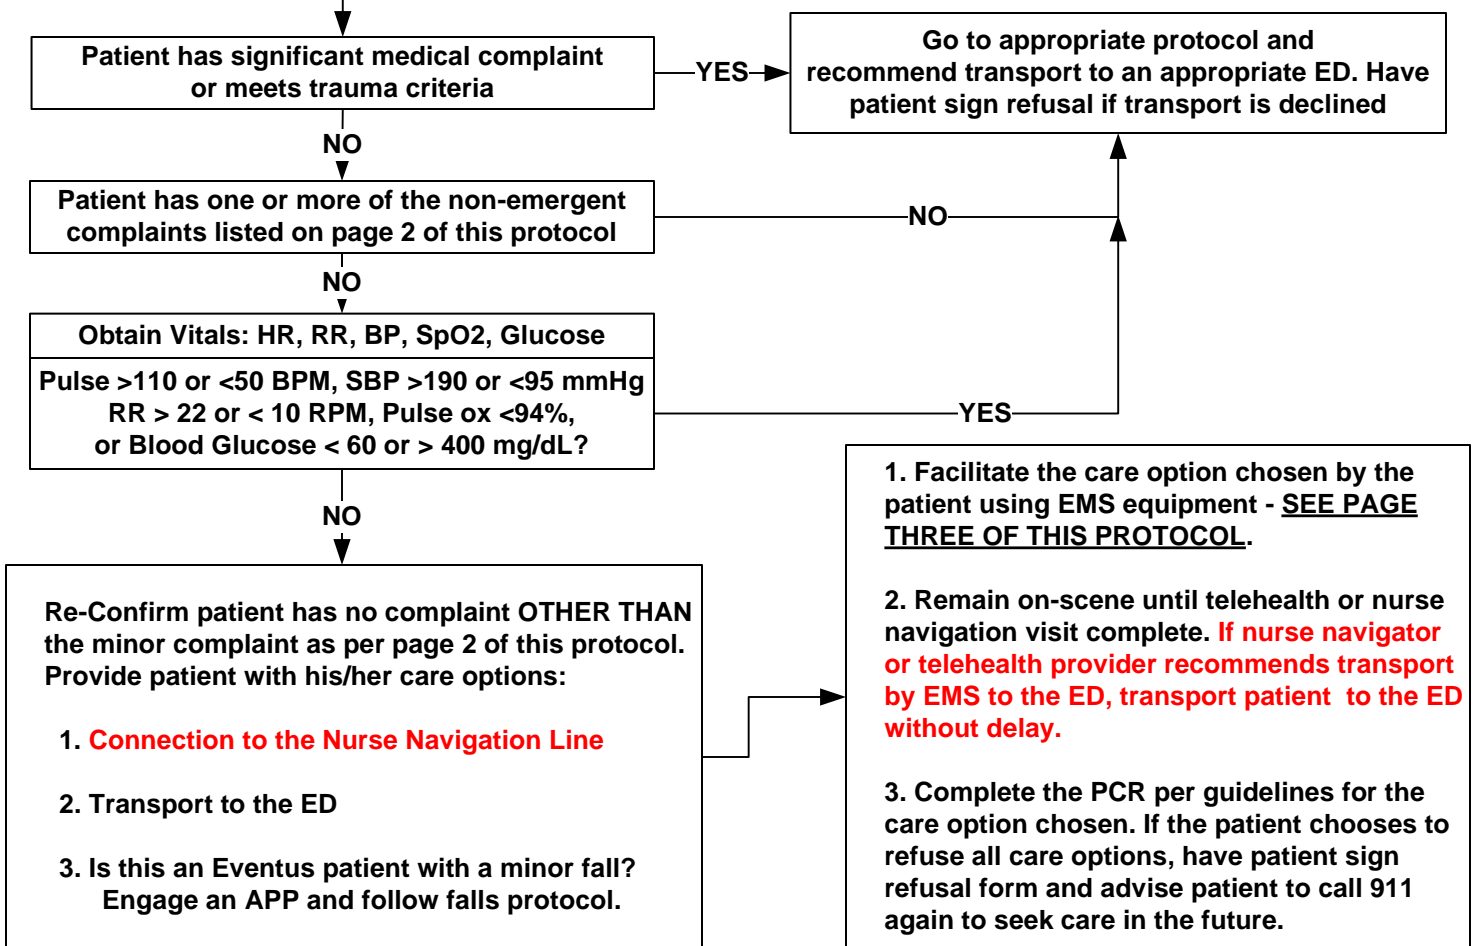 Patient has significant medical complaint
or meets trauma criteria
YES
Go to appropriate protocol and
recommend transport to an appropriate ED. Have
patient sign refusal if transport is declined
NO
Patient has one or more of the non-emergent
complaints listed on page 2 of this protocol
NO
NO
Obtain Vitals: HR, RR, BP, SpO2, Glucose
Pulse >110 or <50 BPM, SBP >190 or <95 mmHg
RR > 22 or < 10 RPM, Pulse ox <94%,
or Blood Glucose < 60 or > 400 mg/dL?
YES
NO
Re-Confirm patient has no complaint OTHER THAN
the minor complaint as per page 2 of this protocol.
Provide patient with his/her care options:
1. Connection to the Nurse Navigation Line
2. Transport to the ED
3. Is this an Eventus patient with a minor fall?
Engage an APP and follow falls protocol.
1. Facilitate the care option chosen by the
patient using EMS equipment - SEE PAGE
THREE OF THIS PROTOCOL.
2. Remain on-scene until telehealth or nurse
navigation visit complete. If nurse navigator
or telehealth provider recommends transport
by EMS to the ED, transport patient to the ED
without delay.
3. Complete the PCR per guidelines for the
care option chosen. If the patient chooses to
refuse all care options, have patient sign
refusal form and advise patient to call 911
again to seek care in the future.